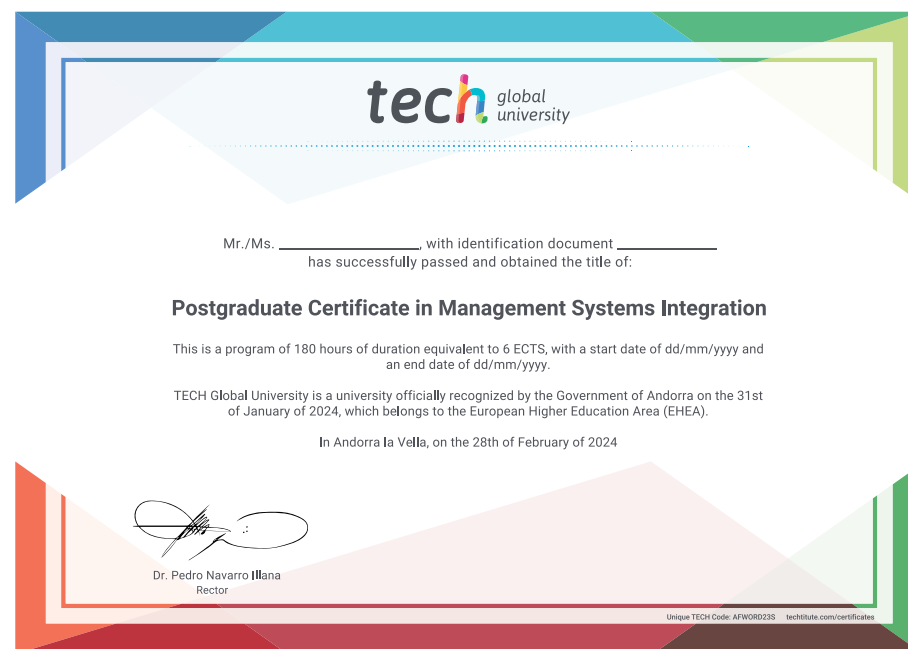 tech global
university
Mr./Ms. ____________, with identification document ____________
has successfully passed and obtained the title of:
Postgraduate Certificate in Management Systems Integration
This is a program of 180 hours of duration equivalent to 6 ECTS, with a start date of dd/mm/yyyy and
an end date of dd/mm/yyyy.
TECH Global University is a university officially recognized by the Government of Andorra on the 31st
of January of 2024, which belongs to the European Higher Education Area (EHEA).
In Andorra la Vella, on the 28th of February of 2024
Dr. Pedro Navarro Illana
Rector
Unique TECH Code: AFWORD23S techtitute.com/certificates